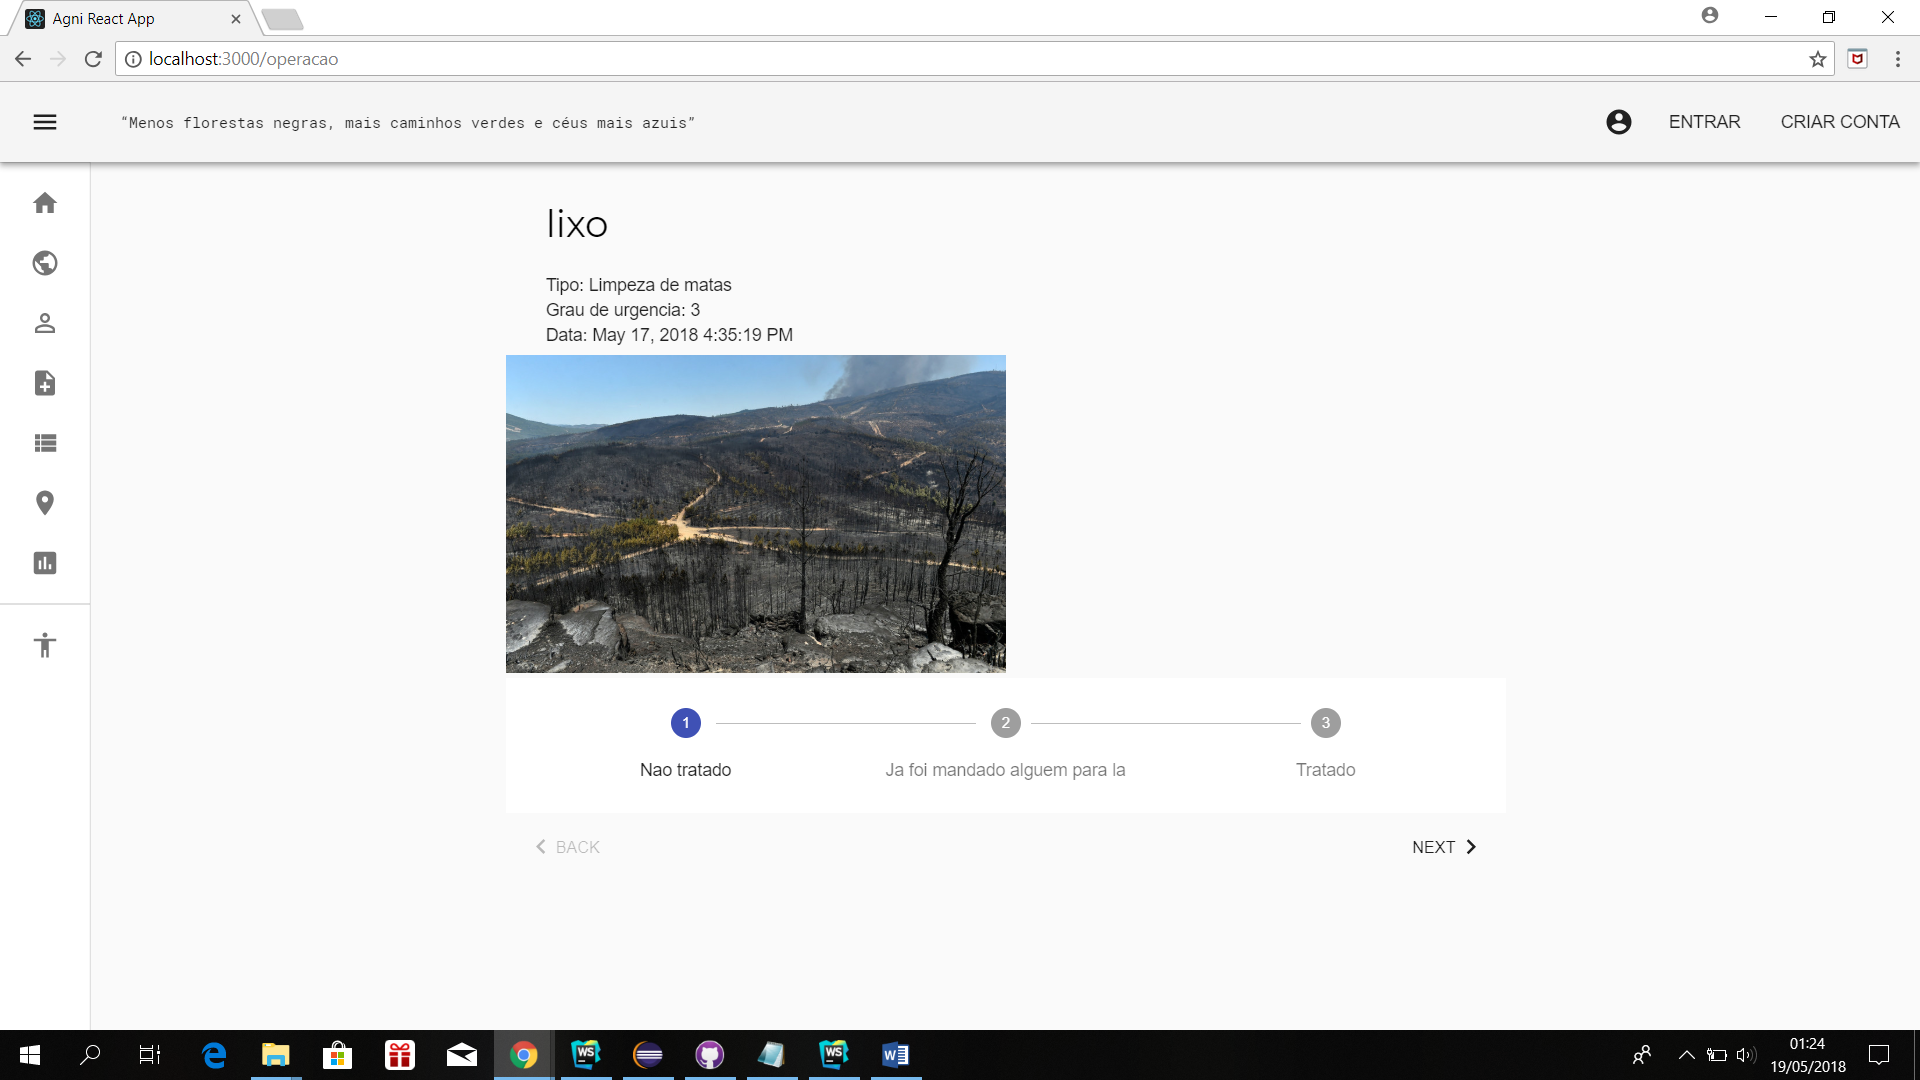 Agni React App
localhost:3000/operacao
“Menos florestas negras, mais caminhos verdes e céus mais azuis”
ENTRAR
CRIAR CONTA
lixo
Tipo: Limpeza de matas
Grau de urgencia: 3
Data: May 17, 2018 4:35:19 PM
1
2
3
Nao tratado
Ja foi mandado alguem para la
Tratado
BACK
NEXT
WS
WS
W
01:24
19/05/2018